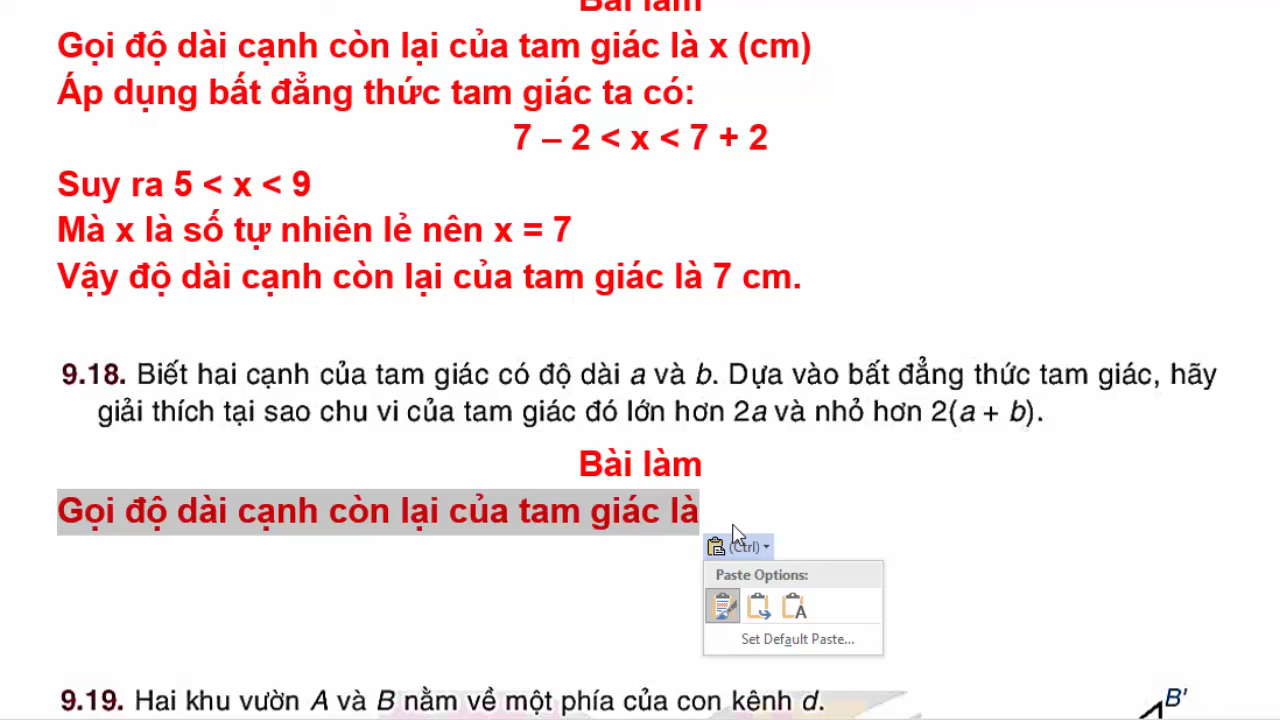 Bài làm
Gọi độ dài cạnh còn lại của tam giác là x (cm)
Áp dụng bất đẳng thức tam giác ta có:
7 – 2 < x < 7 + 2
Suy ra 5 < x < 9
Mà x là số tự nhiên lẻ nên x = 7
Vậy độ dài cạnh còn lại của tam giác là 7 cm.
9.18. Biết hai cạnh của tam giác có độ dài a và b. Dựa vào bất đẳng thức tam giác, hãy
giải thích tại sao chu vi của tam giác đó lớn hơn 2a và nhỏ hơn 2(a + b).
Bài làm
Gọi độ dài cạnh còn lại của tam giác là
(Ctrl)
Paste Options:
Set Default Paste...
9.19. Hai khu vườn A và B nằm về một phía của con kênh d.
B'